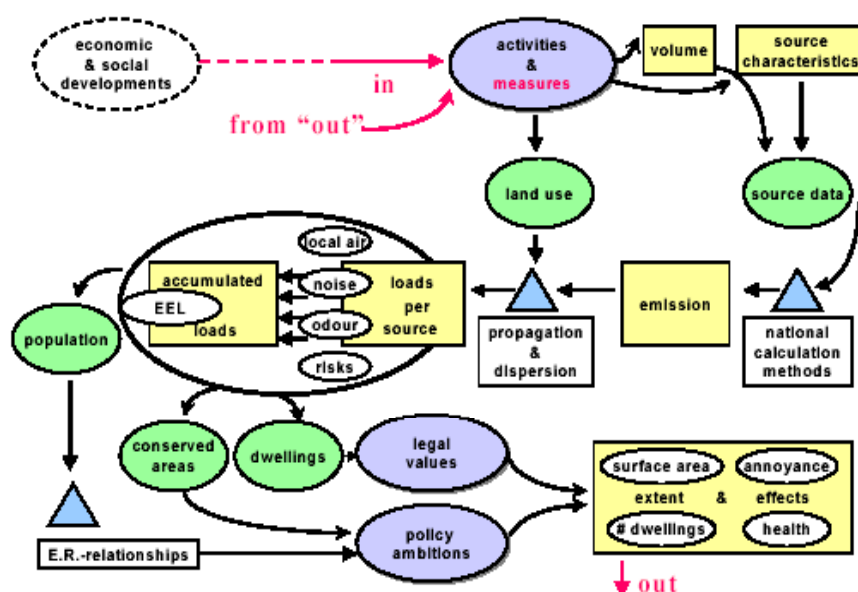 economic
& social
developments
in
from "out"
activities
&
measures
volume
source
characteristics
land use
source data
local air
accumulated
noise
loads
EEL
per
loads
odour
source
risks
population
propagation
&
dispersion
emission
national
calculation
methods
conserved
areas
dwellings
legal
values
policy
ambitions
E.R.-relationships
surface area
annoyance
extent & effects
# dwellings
health
out